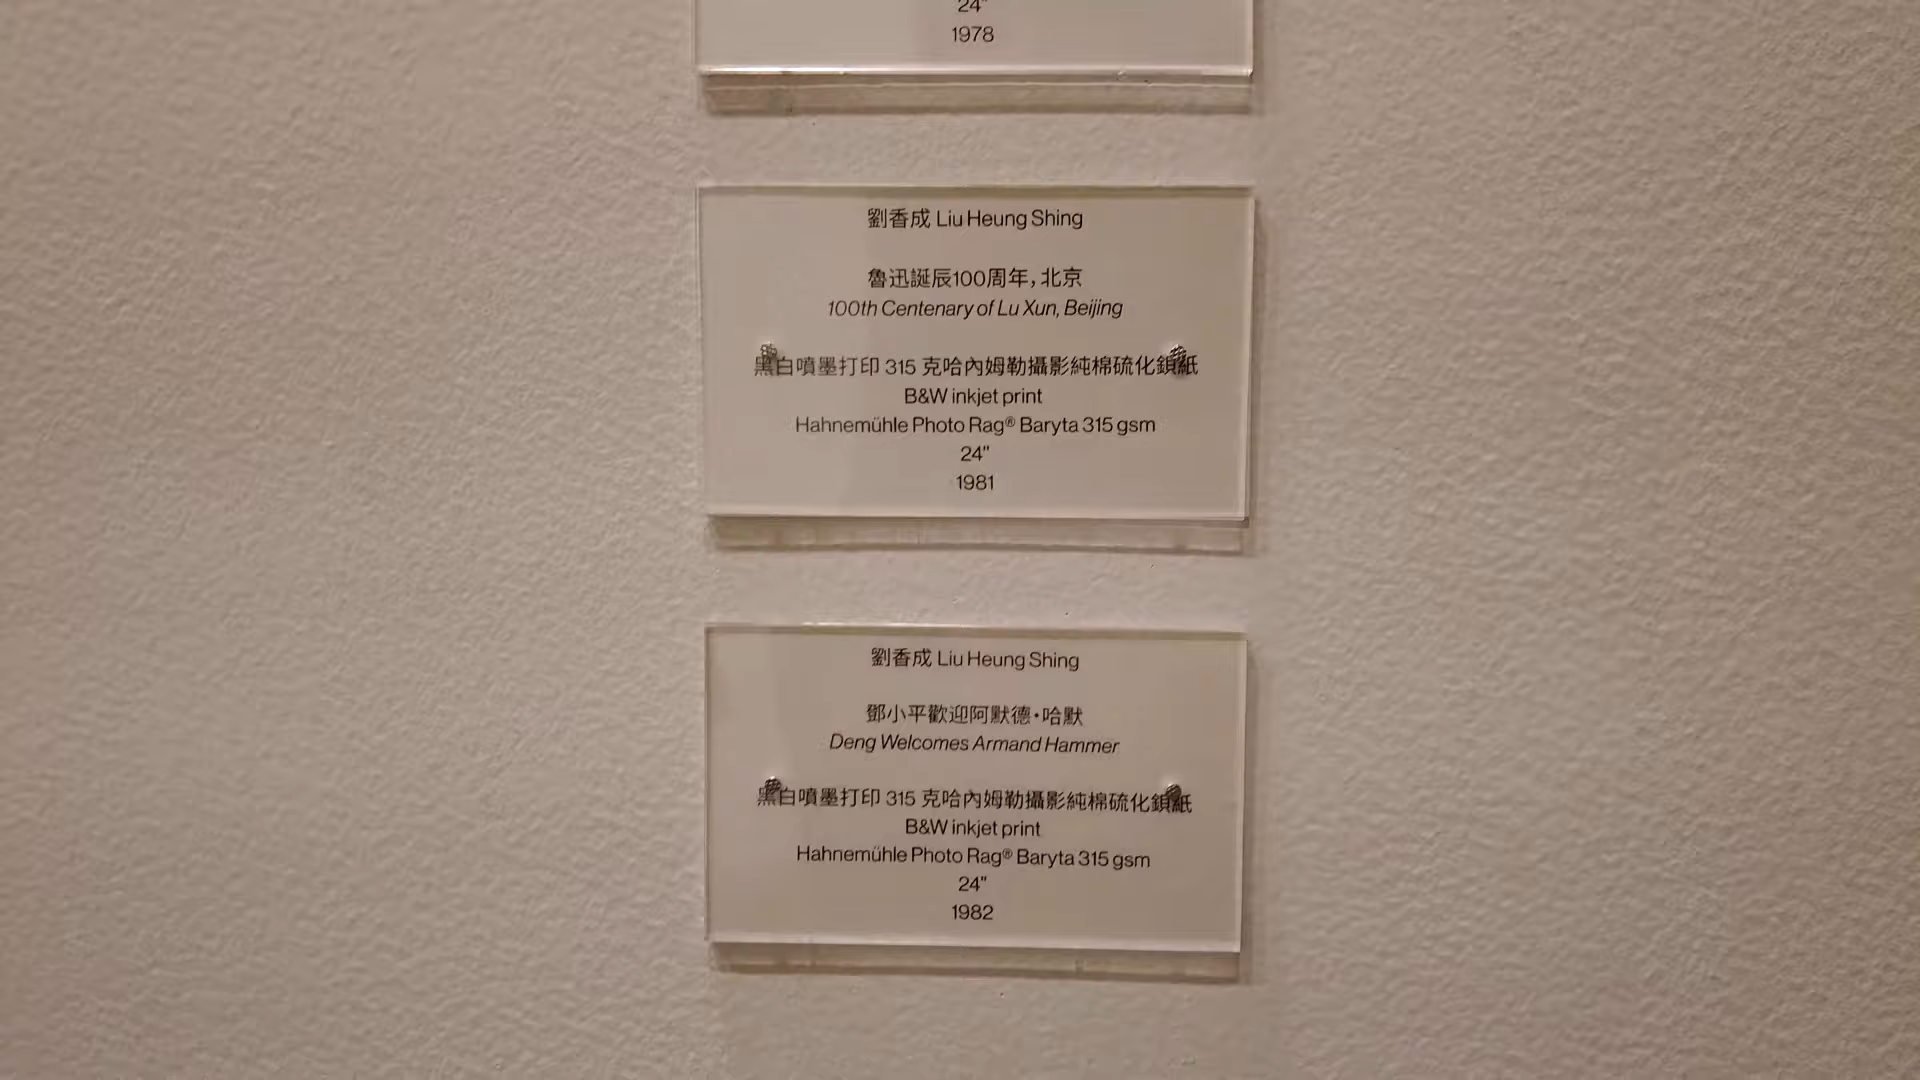 24"
1978
劉香成 Liu Heung Shing
魯迅誕辰100周年，北京
100th Centenary of Lu Xun, Beijing
黑白噴墨打印 315 克哈內姆勒攝影純棉硫化鋇紙
B&W inkjet print
Hahnemühle Photo Rag® Baryta 315 gsm
24"
1981
劉香成 Liu Heung Shing
鄧小平歡迎阿默德·哈默
Deng Welcomes Armand Hammer
黑白噴墨打印 315 克哈內姆勒攝影純棉硫化鋇紙
B&W inkjet print
Hahnemühle Photo Rag® Baryta 315 gsm
24"
1982